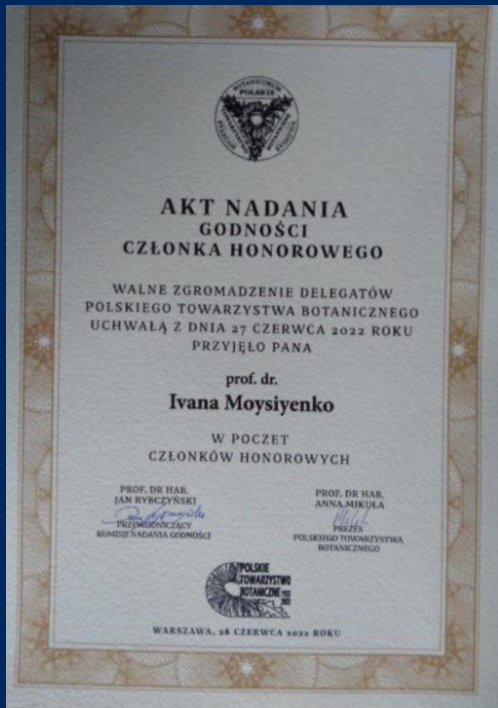 POLSKIE
AKT NADANIA
GODNOŚCI
CZŁONKA HONOROWEGO
WALNE ZGROMADZENIE DELEGATÓW
POLSKIEGO TOWARZYSTWA BOTANICZNEGO
UCHWAŁĄ Z DNIA 27 CZERWCA 2022 ROKU
PRZYJĘŁO PANA
prof. dr.
Ivana Moysiyenko
W POCZET
CZŁONKÓW HONOROWYCH
PROF. DR HAB.
JAN RYBCZYŃSKI
PRZEWODNICZĄCY
KOMISJI NADANIA GODNOŚCI
PROF. DR HAB.
ANNA MIKUŁA
PREZES
POLSKIEGO TOWARZYSTWA
BOTANICZNEGO
POLSKIE
TOWARZYSTWO
BOTANICZNE
WARSZAWA, 28 CZERWCA 2022 ROKU